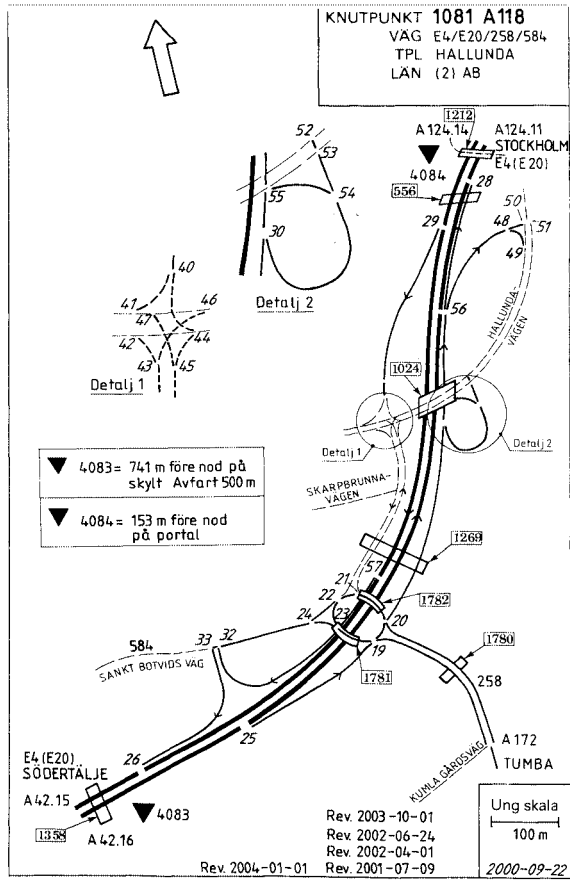 KNUTPUNKT 1081 A118
VÄG E4/E20/258/584
TPL HALLUNDA
LÄN (2) AB
1212
A124.14
A124.11
STOCKHOLM
E4(E20)
4084
28
556
29
50
48
51
49
56
HALLUNDA-
VÄGEN
52
53
54
55
30
Detalj 2
40
41
46
47
42
44
43
45
Detalj 1
1024
Detalj 1
Detalj 2
SKARPBRUNNA-
VÄGEN
4083= 741 m före nod på
skylt Avfart 500 m
4084= 153 m före nod
på portal
1269
57
21
22
1782
23
24
20
33
32
19
1780
584
SANKT BOTVIDS VÄG
1781
258
25
26
E4(E20)
SÖDERTÄLJE
A42.15
A172
TUMBA
KUMLA GÅRDSVÄG
4083
1358
A42.16
Ung skala
100 m
Rev. 2003-10-01
Rev. 2002-06-24
Rev. 2002-04-01
Rev. 2004-01-01
Rev. 2001-07-09
2000-09-22